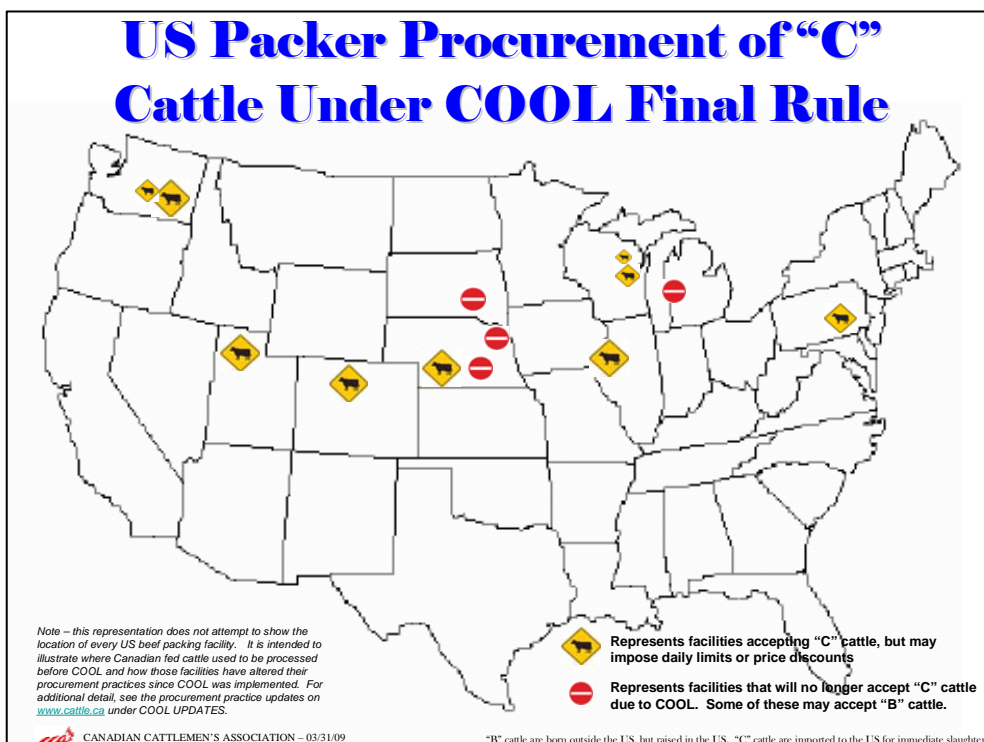 US Packer Procurement of “C”
Cattle Under COOL Final Rule
Note – this representation does not attempt to show the
location of every US beef packing facility.   It is intended to
illustrate where Canadian fed cattle used to be processed
before COOL and how those facilities have altered their
procurement practices since COOL was implemented.  For
additional detail, see the procurement practice updates on
www.cattle.ca under COOL UPDATES.
Represents facilities accepting “C” cattle, but may
impose daily limits or price discounts
Represents facilities that will no longer accept “C” cattle
due to COOL.  Some of these may accept “B” cattle.
CANADIAN CATTLEMEN’S ASSOCIATION – 03/31/09
“B” cattle are born outside the US, but raised in the US.  “C” cattle are imported to the US for immediate slaughter